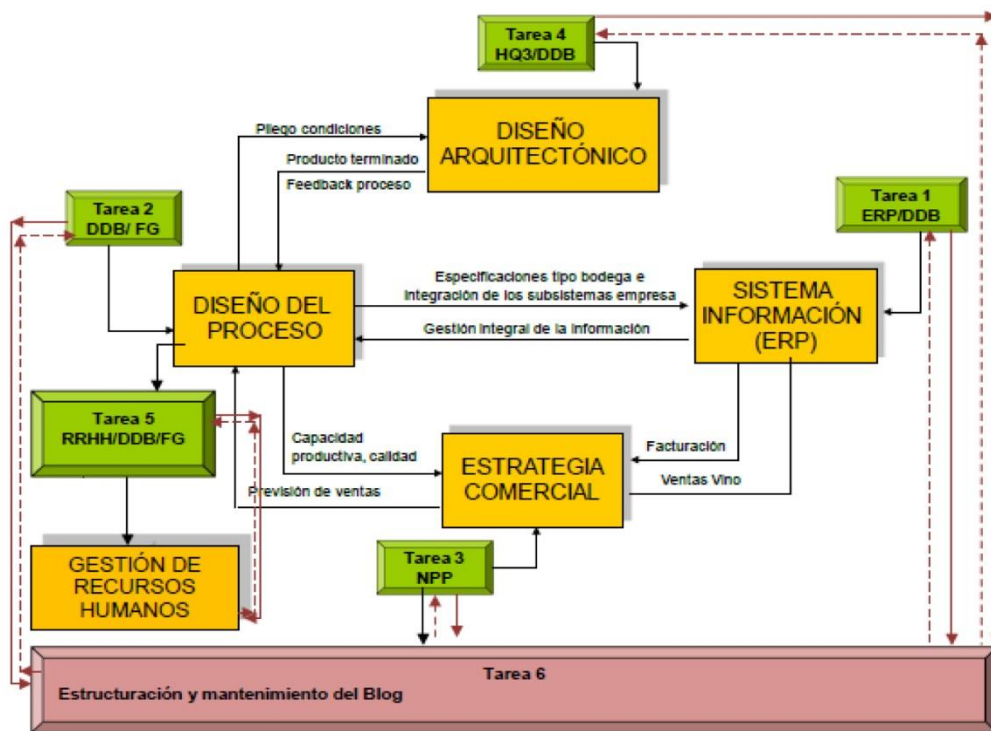 Tarea 4
HQ3/DDB
DISEÑO
ARQUITECTÓNICO
Pliego condiciones
Producto terminado
Feedback proceso
Tarea 2
DDB/ FG
Tarea 1
ERP/DDB
DISEÑO DEL
PROCESO
Especificaciones tipo bodega e
integración de los subsistemas empresa
Gestión integral de la información
SISTEMA
INFORMACIÓN
(ERP)
Tarea 5
RRHH/DDB/FG
Capacidad
productiva, calidad
Previsión de ventas
ESTRATEGIA
COMERCIAL
Facturación
Ventas Vino
GESTIÓN DE
RECURSOS
HUMANOS
Tarea 3
NPP
Tarea 6
Estructuración y mantenimiento del Blog